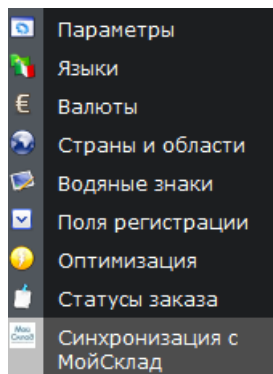 Параметры
Языки
Валюты
Страны и области
Водяные знаки
Поля регистрации
Оптимизация
Статусы заказа
Синхронизация с
МойСклад